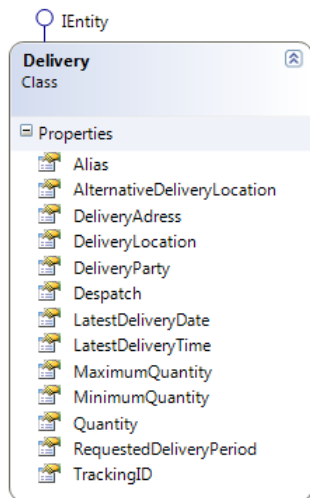 IEntity
Delivery
Class
Properties
Alias
AlternativeDeliveryLocation
DeliveryAdress
DeliveryLocation
DeliveryParty
Despatch
LatestDeliveryDate
LatestDeliveryTime
MaximumQuantity
MinimumQuantity
Quantity
RequestedDeliveryPeriod
TrackingID